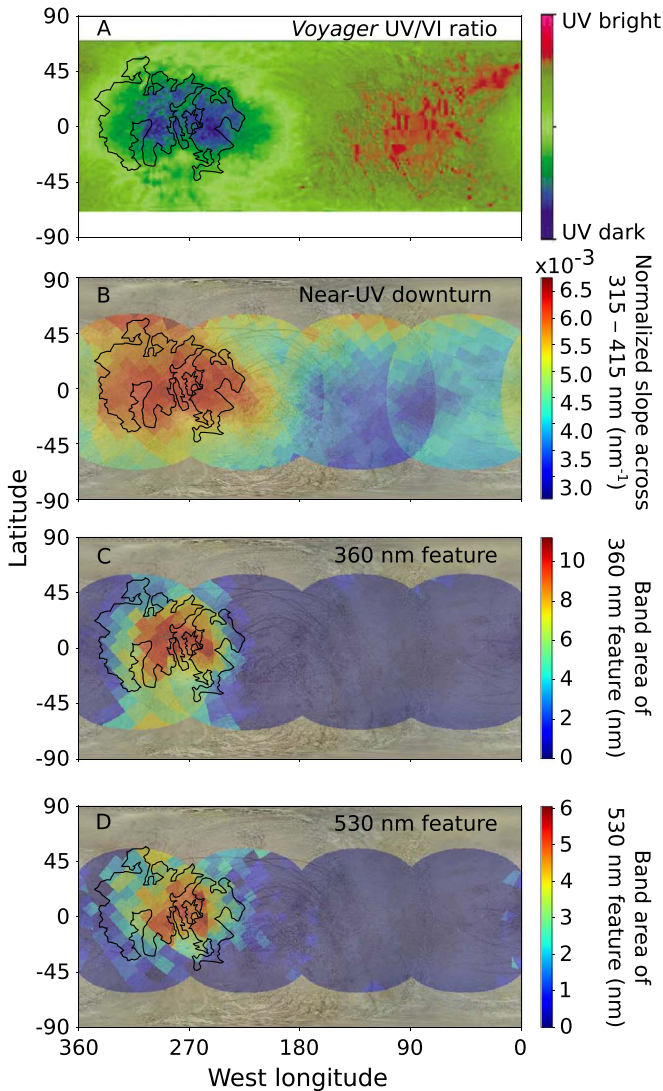 90
A
Voyager UV/VI ratio
UV bright
45
0
-45
-90
UV dark
x10⁻³
90
B
Near-UV downturn
45
0
-45
-90
6.5
6.0
5.5
5.0
4.5
4.0
3.5
3.0
Normalized slope across
315 – 415 nm (nm⁻¹)
Latitude
90
C
360 nm feature
45
0
-45
-90
10
8
6
4
2
0
Band area of
360 nm feature (nm)
90
D
530 nm feature
45
0
-45
-90
6
5
4
3
2
1
0
Band area of
530 nm feature (nm)
360
270
180
90
0
West longitude